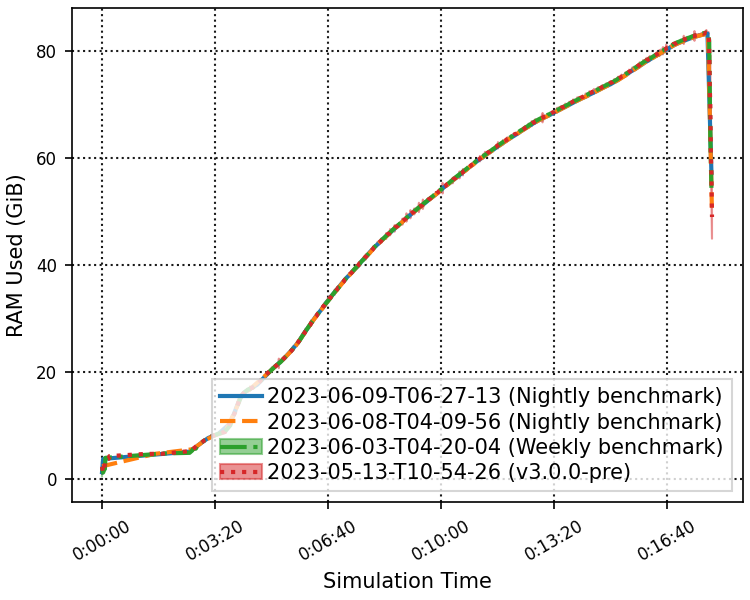 80
60
40
20
0
RAM Used (GiB)
2023-06-09-T06-27-13 (Nightly benchmark)
2023-06-08-T04-09-56 (Nightly benchmark)
2023-06-03-T04-20-04 (Weekly benchmark)
2023-05-13-T10-54-26 (v3.0.0-pre)
0:00:00
0:03:20
0:06:40
0:10:00
0:13:20
0:16:40
Simulation Time